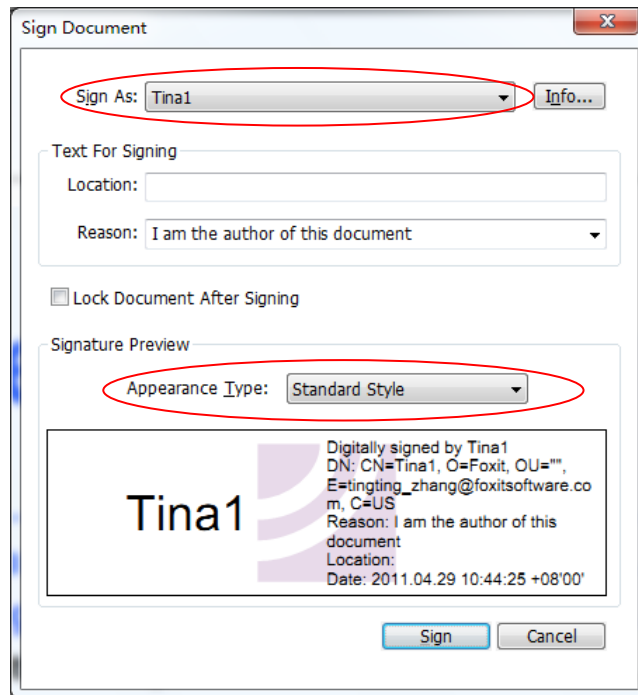 Sign Document
Sign As: Tina1 Info...
Text For Signing
Location:
Reason: I am the author of this document
Lock Document After Signing
Signature Preview
Appearance Type: Standard Style
Tina1
Digitally signed by Tina1
DN: CN=Tina1, O=Foxit, OU="",
E=tingting_zhang@foxitsoftware.co
m, C=US
Reason: I am the author of this
document
Location:
Date: 2011.04.29 10:44:25 +08'00'
Sign Cancel